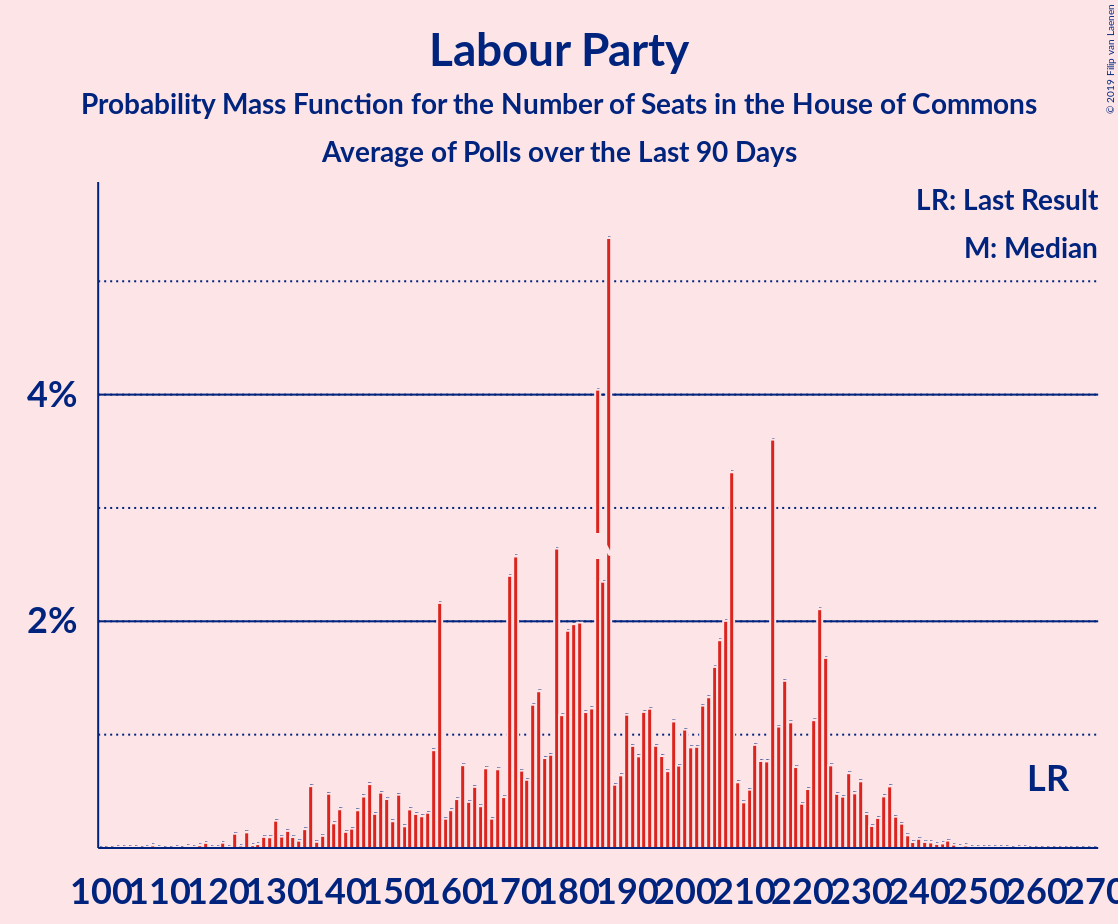 Labour Party
Probability Mass Function for the Number of Seats in the House of Commons
Average of Polls over the Last 90 Days
© 2019 Filip van Laenen
LR: Last Result
M: Median
4%
2%
LR
100 110 120 130 140 150 160 170 180 190 200 210 220 230 240 250 260 270